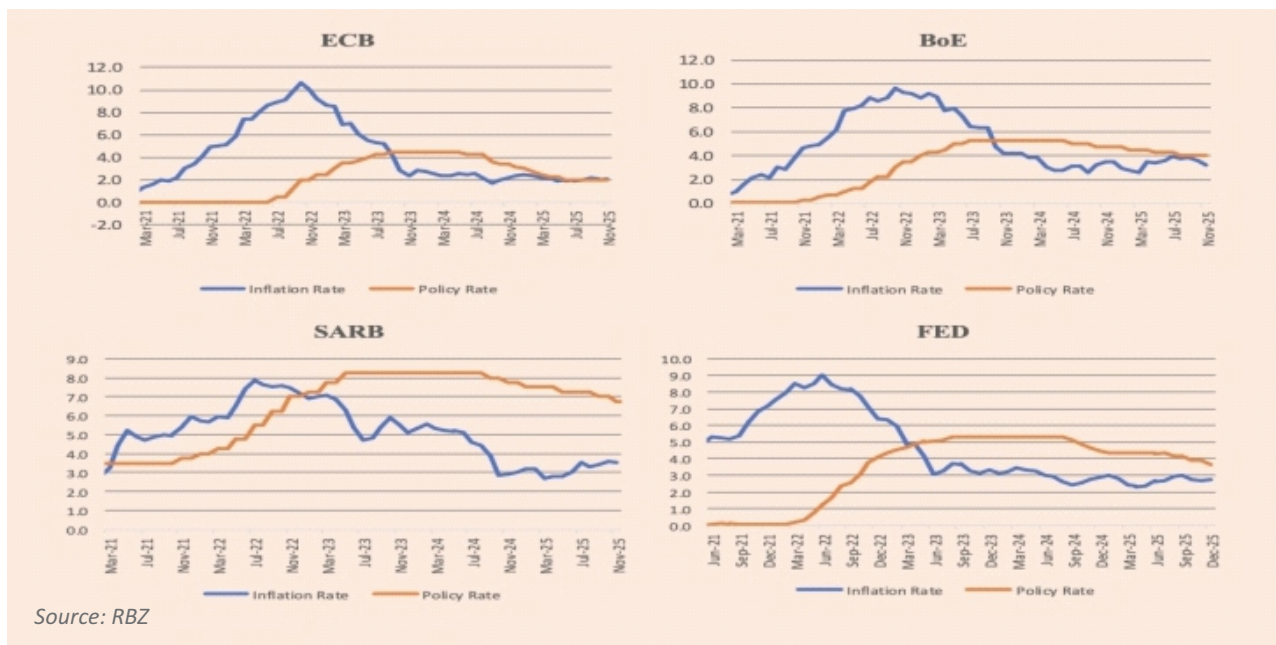 ECB
12.0
10.0
8.0
6.0
4.0
2.0
0.0
-2.0
Mar-21 Jul-21 Nov-21 Mar-22 Jul-22 Nov-22 Mar-23 Jul-23 Nov-23 Mar-24 Jul-24 Nov-24 Mar-25 Jul-25 Nov-25
Inflation Rate Policy Rate
BoE
12.0
10.0
8.0
6.0
4.0
2.0
0.0
Mar-21 Jul-21 Nov-21 Mar-22 Jul-22 Nov-22 Mar-23 Jul-23 Nov-23 Mar-24 Jul-24 Nov-24 Mar-25 Jul-25 Nov-25
Inflation Rate Policy Rate
SARB
9.0
8.0
7.0
6.0
5.0
4.0
3.0
2.0
1.0
0.0
Mar-21 Jul-21 Nov-21 Mar-22 Jul-22 Nov-22 Mar-23 Jul-23 Nov-23 Mar-24 Jul-24 Nov-24 Mar-25 Jul-25 Nov-25
Inflation Rate Policy Rate
FED
10.0
9.0
8.0
7.0
6.0
5.0
4.0
3.0
2.0
1.0
0.0
Jun-21 Sep-21 Dec-21 Mar-22 Jun-22 Sep-22 Dec-22 Mar-23 Jun-23 Sep-23 Dec-23 Mar-24 Jun-24 Sep-24 Dec-24 Mar-25 Jun-25 Sep-25 Dec-25
Inflation Rate Policy Rate
Source: RBZ